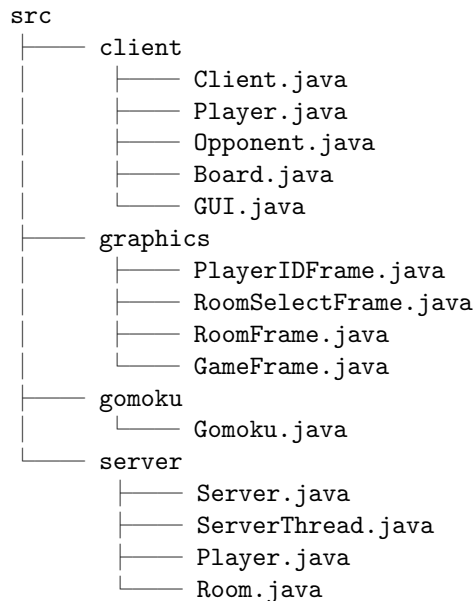 src
client
Client.java
Player.java
Opponent.java
Board.java
GUI.java
graphics
PlayerIDFrame.java
RoomSelectFrame.java
RoomFrame.java
GameFrame.java
gomoku
Gomoku.java
server
Server.java
ServerThread.java
Player.java
Room.java